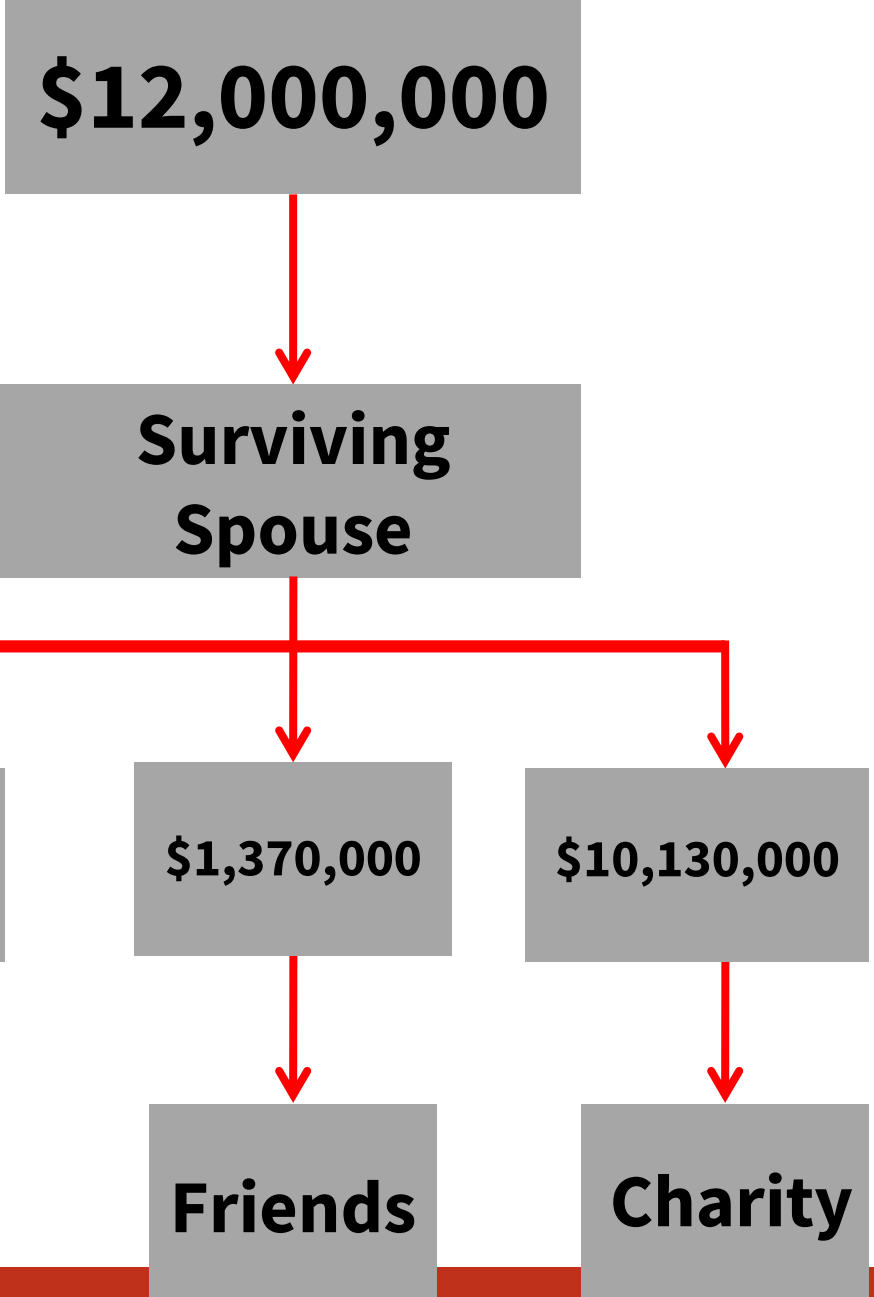 $12,000,000
Surviving
Spouse
$1,370,000
$10,130,000
Friends
Charity